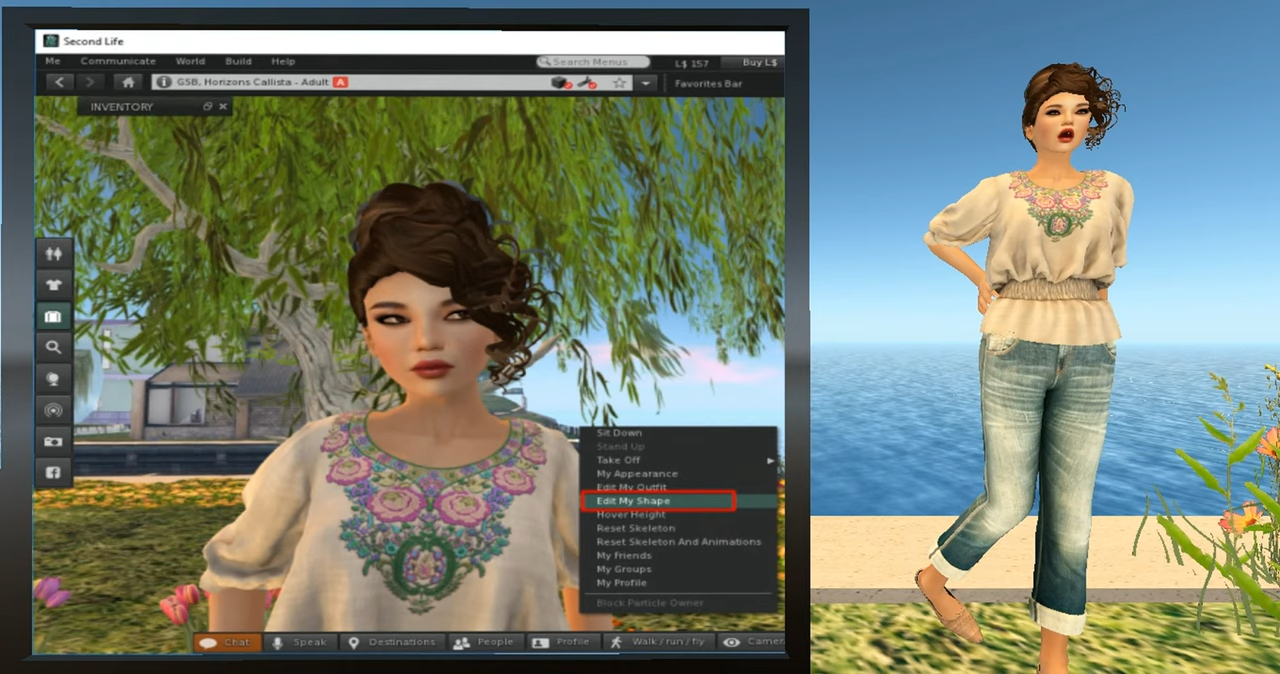 Second Life
Me Communicate World Build Help Search Menus L$ 157 Buy L$
GSB, Horizons Callista - Adult A Favorites Bar
INVENTORY
Sit Down
Stand Up
Take Off
My Appearance
Edit My Outfit
Edit My Shape
Hover Height
Reset Skeleton
Reset Skeleton And Animations
My Friends
My Groups
My Profile
Block Particle Owner
Chat Speak Destinations People Profile Walk / run / fly Camer